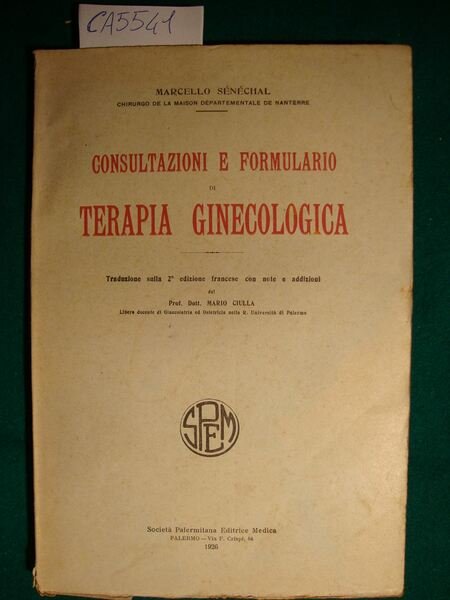 CA5541
MARCELLO SÉNÉCHAL
CHIRURGO DE LA MAISON DÉPARTEMENTALE DE NANTERRE
CONSULTAZIONI E FORMULARIO
DI
TERAPIA GINECOLOGICA
Traduzione sulla 2ª edizione francese con note e addizioni
del
Prof. Dott. MARIO CIULLA
Libero docente di Ginecoiatria ed Ostetricia nella R. Università di Palermo
SPEM
Società Palermitana Editrice Medica
PALERMO — Via F. Crispi, 64
1926